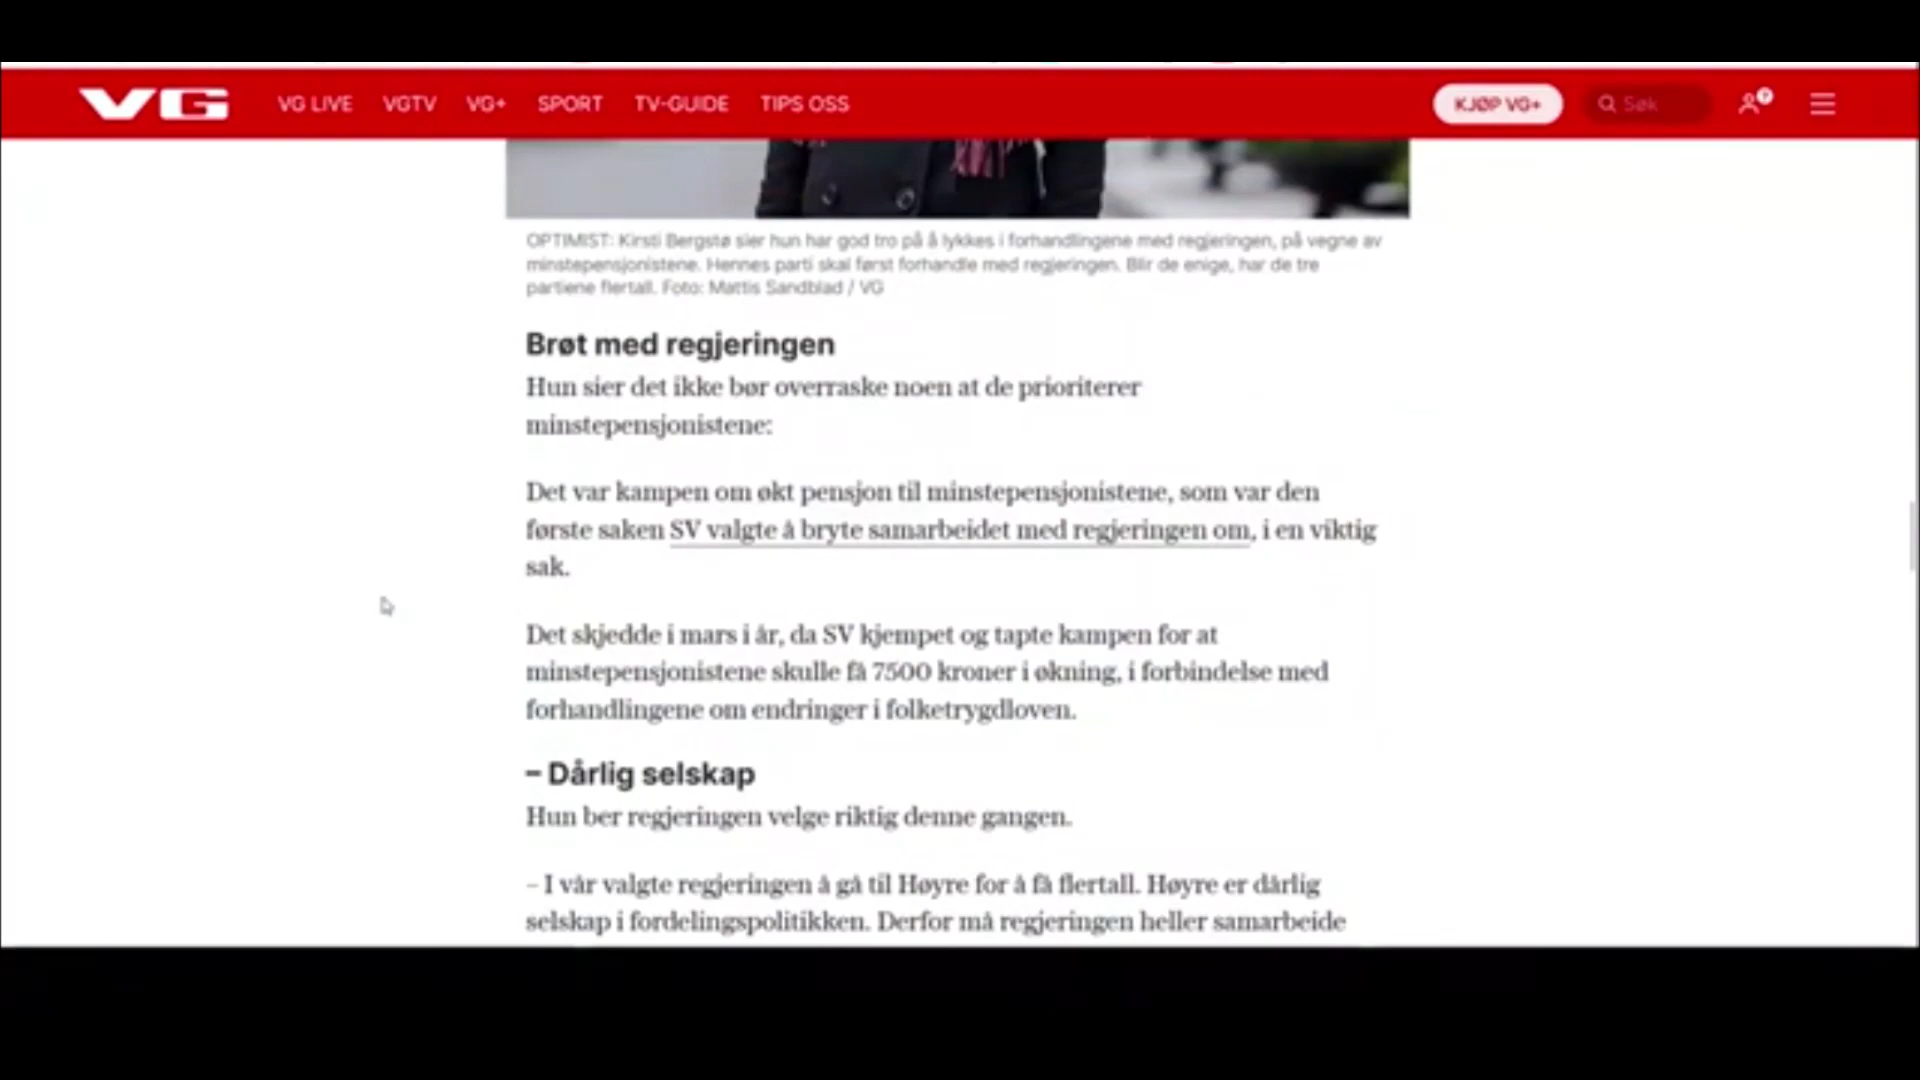 VG VG LIVE VGTV VG+ SPORT TV-GUIDE TIPS OSS KJØP VG+ Søk
OPTIMIST: Kirsti Bergstø sier hun har god tro på å lykkes i forhandlingene med regjeringen, på vegne av
minstepensjonistene. Hennes parti skal først forhandle med regjeringen. Blir de enige, har de tre
partiene flertall. Foto: Mattis Sandblad / VG
Brøt med regjeringen
Hun sier det ikke bør overraske noen at de prioriterer
minstepensjonistene:
Det var kampen om økt pensjon til minstepensjonistene, som var den
første saken SV valgte å bryte samarbeidet med regjeringen om, i en viktig
sak.
Det skjedde i mars i år, da SV kjempet og tapte kampen for at
minstepensjonistene skulle få 7500 kroner i økning, i forbindelse med
forhandlingene om endringer i folketrygdloven.
– Dårlig selskap
Hun ber regjeringen velge riktig denne gangen.
– I vår valgte regjeringen å gå til Høyre for å få flertall. Høyre er dårlig
selskap i fordelingspolitikken. Derfor må regjeringen heller samarbeide